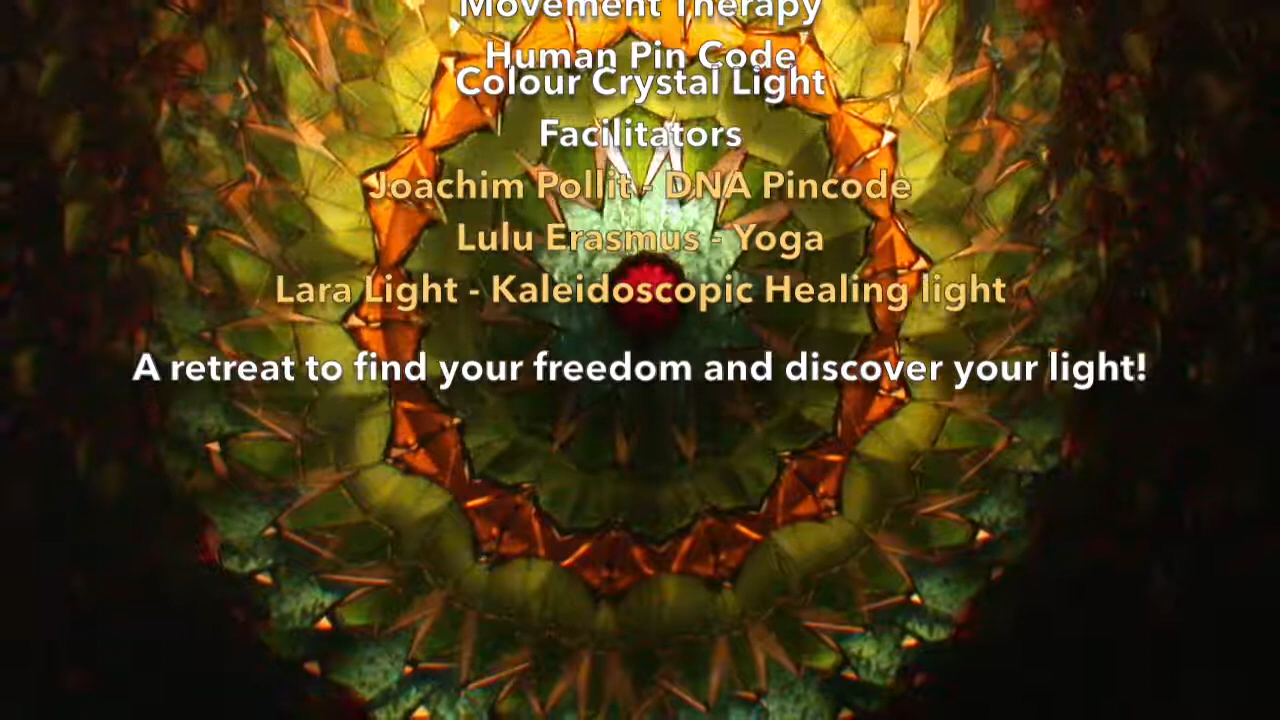 Movement Therapy
Human Pin Code
Colour Crystal Light
Facilitators
Joachim Pollit - DNA Pincode
Lulu Erasmus - Yoga
Lara Light - Kaleidoscopic Healing light
A retreat to find your freedom and discover your light!